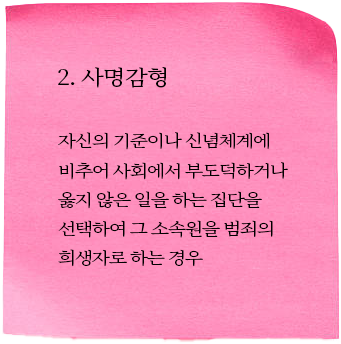 2. 사명감형
자신의 기준이나 신념체계에
비추어 사회에서 부도덕하거나
옳지 않은 일을 하는 집단을
선택하여 그 소속원을 범죄의
희생자로 하는 경우